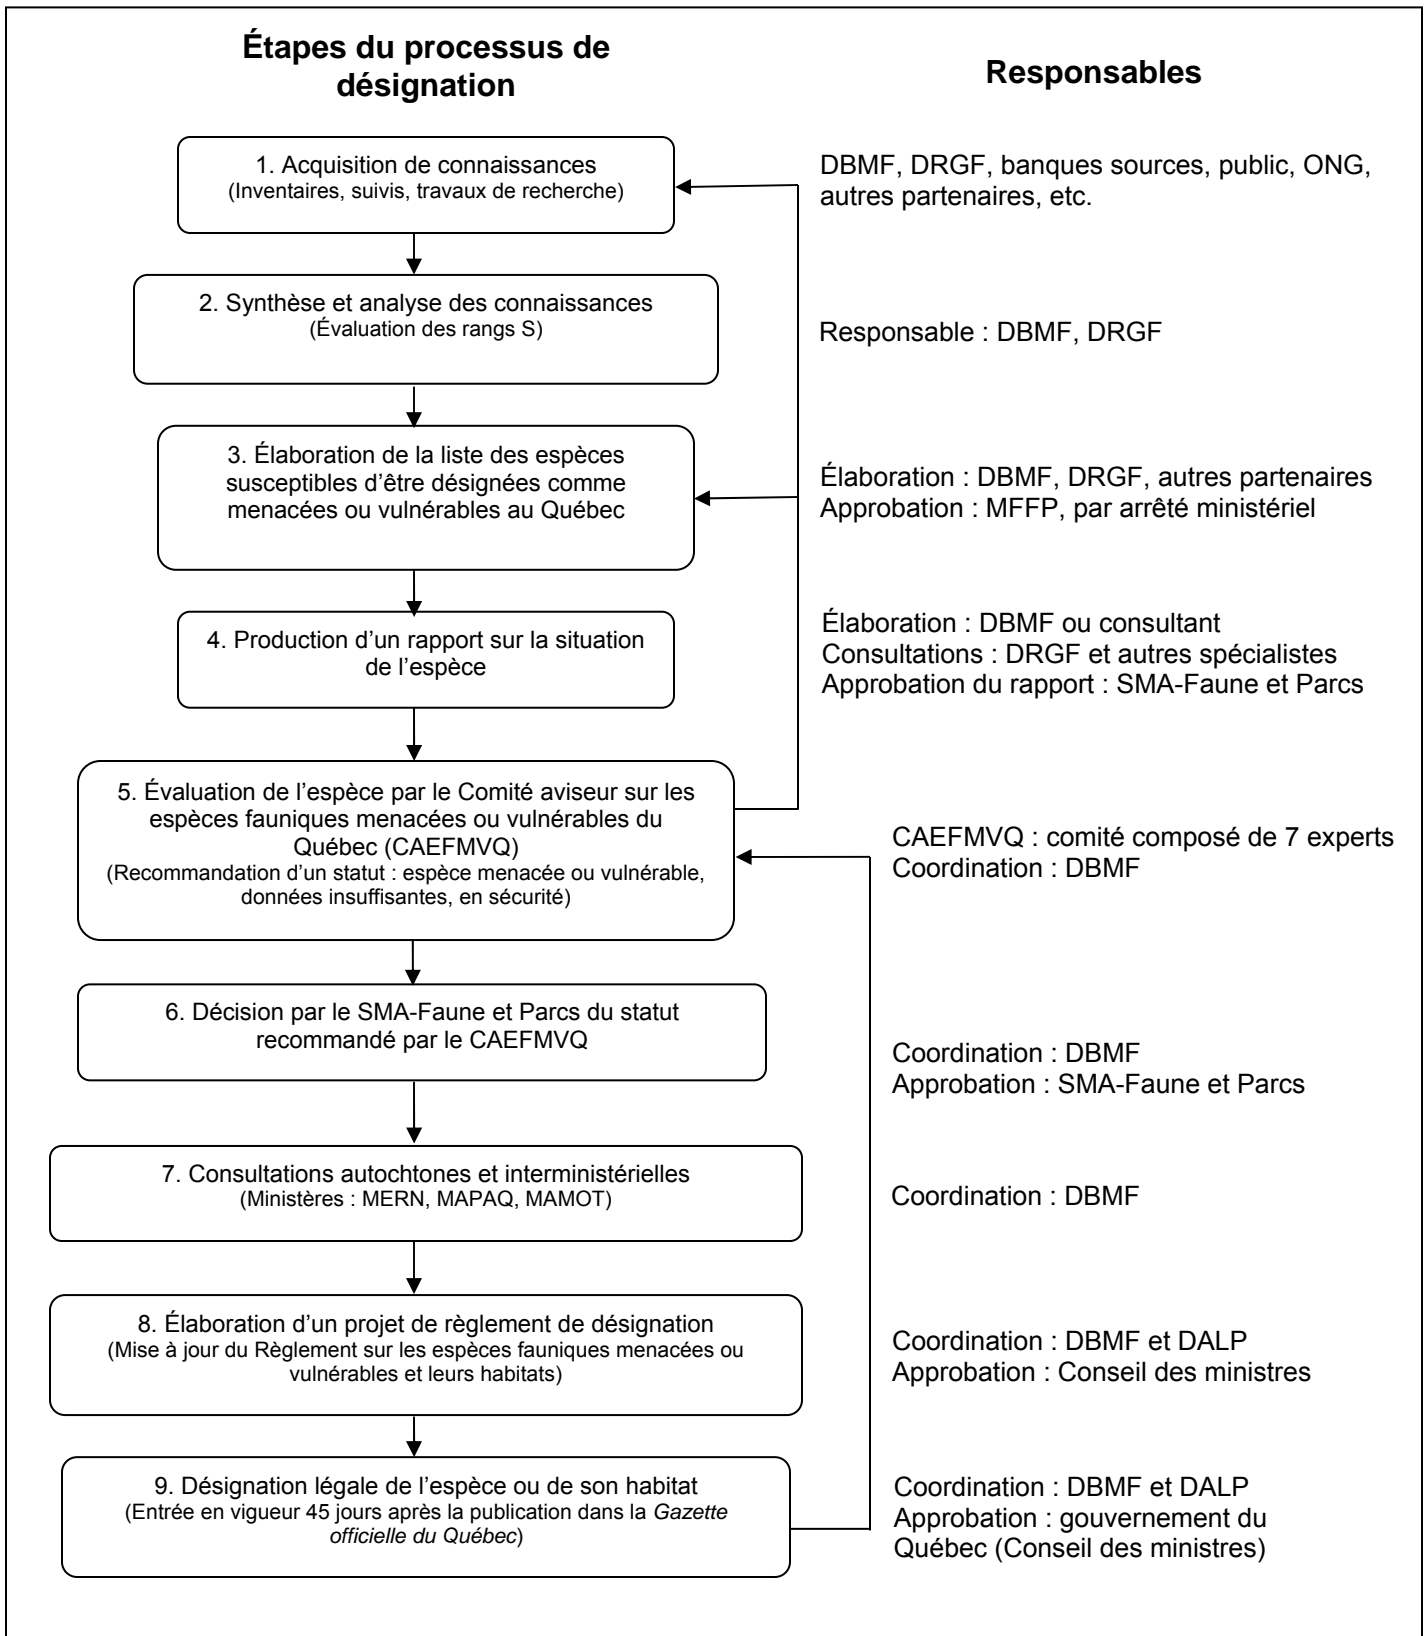 Étapes du processus de
désignation
Responsables
1. Acquisition de connaissances
(Inventaires, suivis, travaux de recherche)
DBMF, DRGF, banques sources, public, ONG,
autres partenaires, etc.
2. Synthèse et analyse des connaissances
(Évaluation des rangs S)
Responsable : DBMF, DRGF
3. Élaboration de la liste des espèces
susceptibles d’être désignées comme
menacées ou vulnérables au Québec
Élaboration : DBMF, DRGF, autres partenaires
Approbation : MFFP, par arrêté ministériel
4. Production d’un rapport sur la situation
de l’espèce
Élaboration : DBMF ou consultant
Consultations : DRGF et autres spécialistes
Approbation du rapport : SMA-Faune et Parcs
5. Évaluation de l’espèce par le Comité aviseur sur les
espèces fauniques menacées ou vulnérables du
Québec (CAEFMVQ)
(Recommandation d’un statut : espèce menacée ou vulnérable,
données insuffisantes, en sécurité)
CAEFMVQ : comité composé de 7 experts
Coordination : DBMF
6. Décision par le SMA-Faune et Parcs du statut
recommandé par le CAEFMVQ
Coordination : DBMF
Approbation : SMA-Faune et Parcs
7. Consultations autochtones et interministérielles
(Ministères : MERN, MAPAQ, MAMOT)
Coordination : DBMF
8. Élaboration d’un projet de règlement de désignation
(Mise à jour du Règlement sur les espèces fauniques menacées ou
vulnérables et leurs habitats)
Coordination : DBMF et DALP
Approbation : Conseil des ministres
9. Désignation légale de l’espèce ou de son habitat
(Entrée en vigueur 45 jours après la publication dans la Gazette
officielle du Québec)
Coordination : DBMF et DALP
Approbation : gouvernement du
Québec (Conseil des ministres)